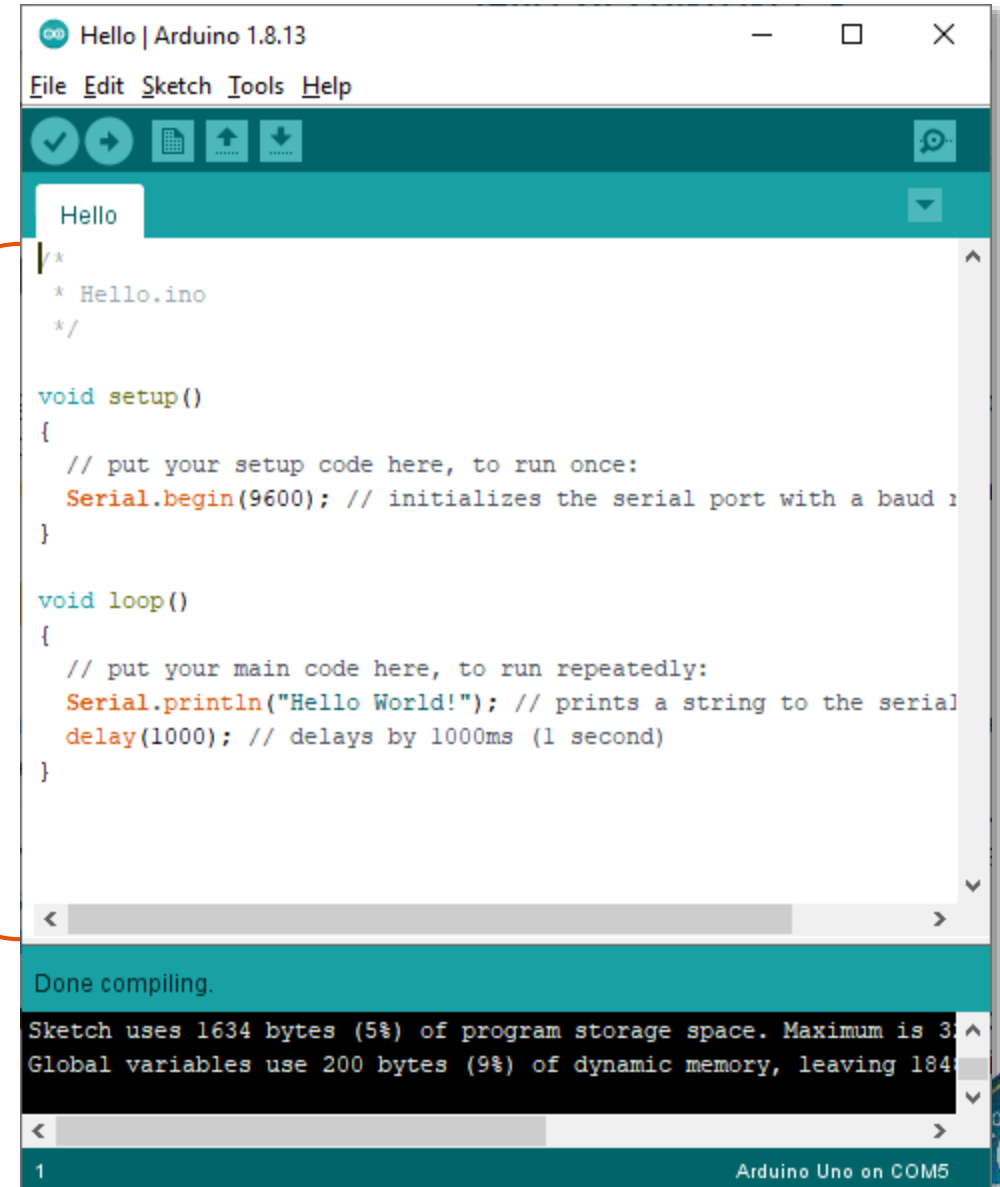 Hello | Arduino 1.8.13
File Edit Sketch Tools Help
Hello
/*
 * Hello.ino
 */
void setup()
{
  // put your setup code here, to run once:
  Serial.begin(9600); // initializes the serial port with a baud
}
void loop()
{
  // put your main code here, to run repeatedly:
  Serial.println("Hello World!"); // prints a string to the serial
  delay(1000); // delays by 1000ms (1 second)
}
Done compiling.
Sketch uses 1634 bytes (5%) of program storage space. Maximum is
Global variables use 200 bytes (9%) of dynamic memory, leaving
1
Arduino Uno on COM5